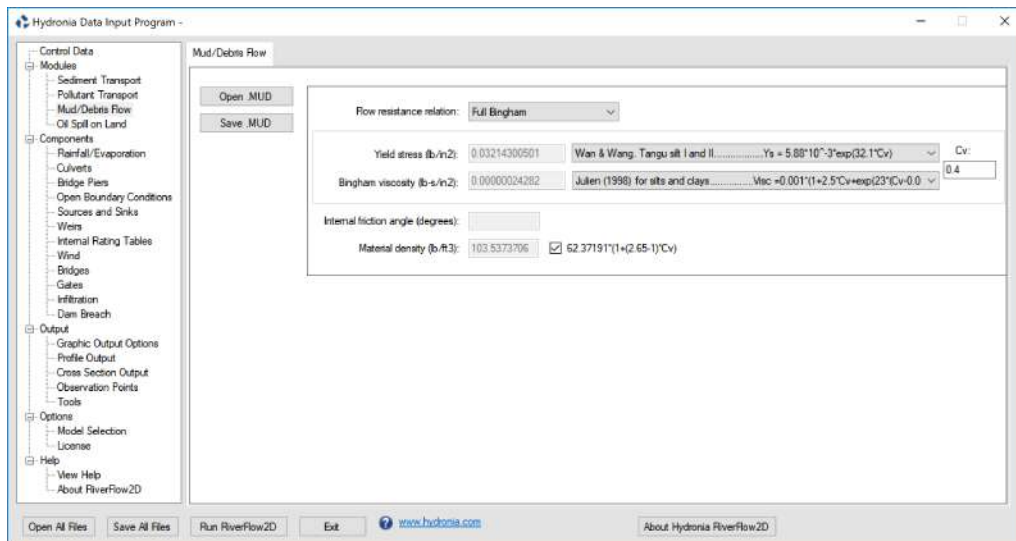 Hydronia Data Input Program -
Control Data
Modules
Sediment Transport
Pollutant Transport
Mud/Debris Flow
Oil Spill on Land
Components
Rainfall/Evaporation
Culverts
Bridge Piers
Open Boundary Conditions
Sources and Sinks
Weirs
Internal Rating Tables
Wind
Bridges
Gates
Infiltration
Dam Breach
Output
Graphic Output Options
Profile Output
Cross Section Output
Observation Points
Tools
Options
Model Selection
License
Help
View Help
About RiverFlow2D
Mud/Debris Flow
Open .MUD
Save .MUD
Flow resistance relation: Full Bingham
Yield stress (lb/in2): 0.03214300501 Wan & Wang. Tangu silt I and II.................Ys = 5.88*10^-3*exp(32.1*Cv) Cv:
0.4
Bingham viscosity (lb-s/in2): 0.00000024282 Julien (1998) for silts and clays...............Visc =0.001*(1+2.5*Cv+exp(23*(Cv-0.0
Internal friction angle (degrees):
Material density (lb/ft3): 103.5373706 62.37191*(1+(2.65-1)*Cv)
Open All Files Save All Files Run RiverFlow2D Exit www.hydronia.com About Hydronia RiverFlow2D